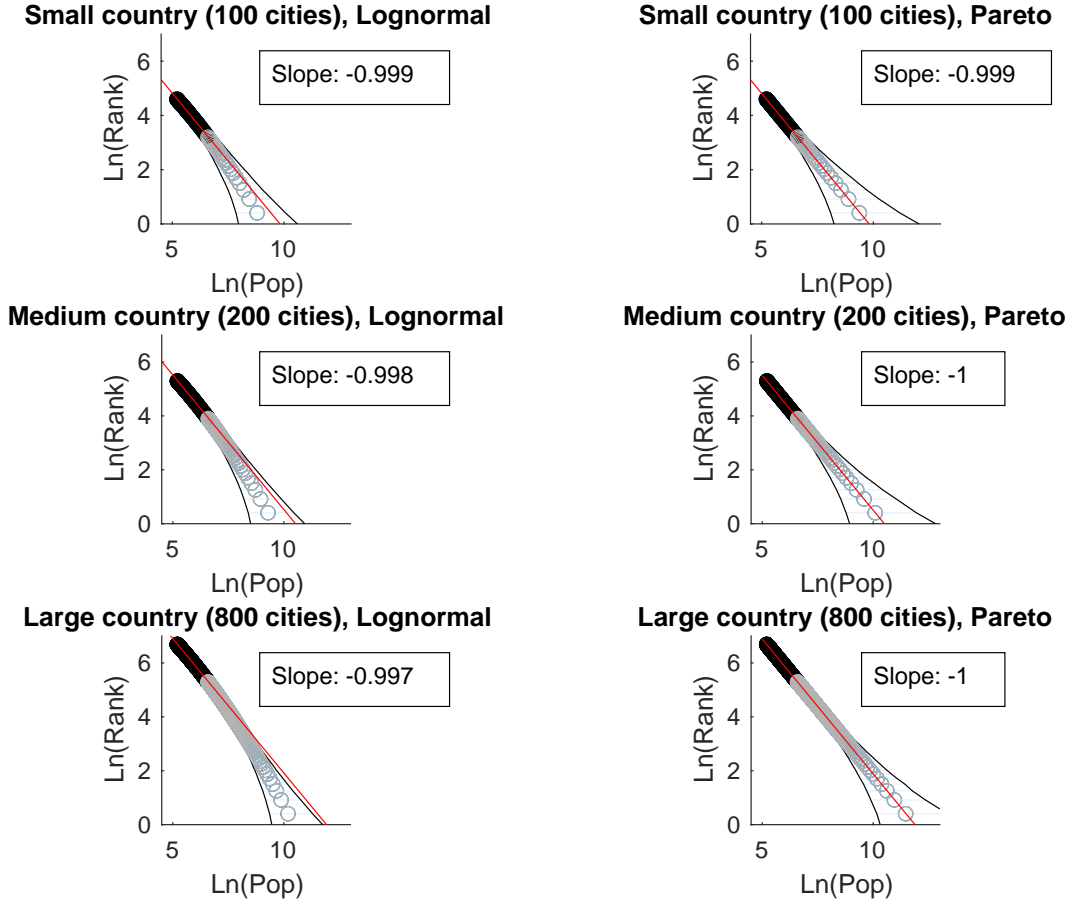 Small country (100 cities), Lognormal
Slope: -0.999
Ln(Rank)
6
4
2
0
5 10
Ln(Pop)
Small country (100 cities), Pareto
Slope: -0.999
Ln(Rank)
6
4
2
0
5 10
Ln(Pop)
Medium country (200 cities), Lognormal
Slope: -0.998
Ln(Rank)
6
4
2
0
5 10
Ln(Pop)
Medium country (200 cities), Pareto
Slope: -1
Ln(Rank)
6
4
2
0
5 10
Ln(Pop)
Large country (800 cities), Lognormal
Slope: -0.997
Ln(Rank)
6
4
2
0
5 10
Ln(Pop)
Large country (800 cities), Pareto
Slope: -1
Ln(Rank)
6
4
2
0
5 10
Ln(Pop)